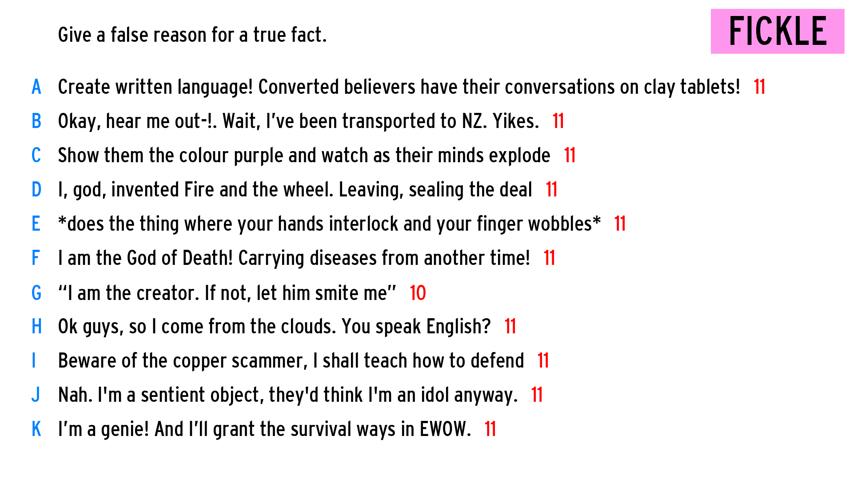 Give a false reason for a true fact.
FICKLE
A Create written language! Converted believers have their conversations on clay tablets! 11
B Okay, hear me out-!. Wait, I've been transported to NZ. Yikes. 11
C Show them the colour purple and watch as their minds explode 11
D I, god, invented Fire and the wheel. Leaving, sealing the deal 11
E *does the thing where your hands interlock and your finger wobbles* 11
F I am the God of Death! Carrying diseases from another time! 11
G “I am the creator. If not, let him smite me” 10
H Ok guys, so I come from the clouds. You speak English? 11
I Beware of the copper scammer, I shall teach how to defend 11
J Nah. I'm a sentient object, they'd think I'm an idol anyway. 11
K I’m a genie! And I’ll grant the survival ways in EWOW. 11